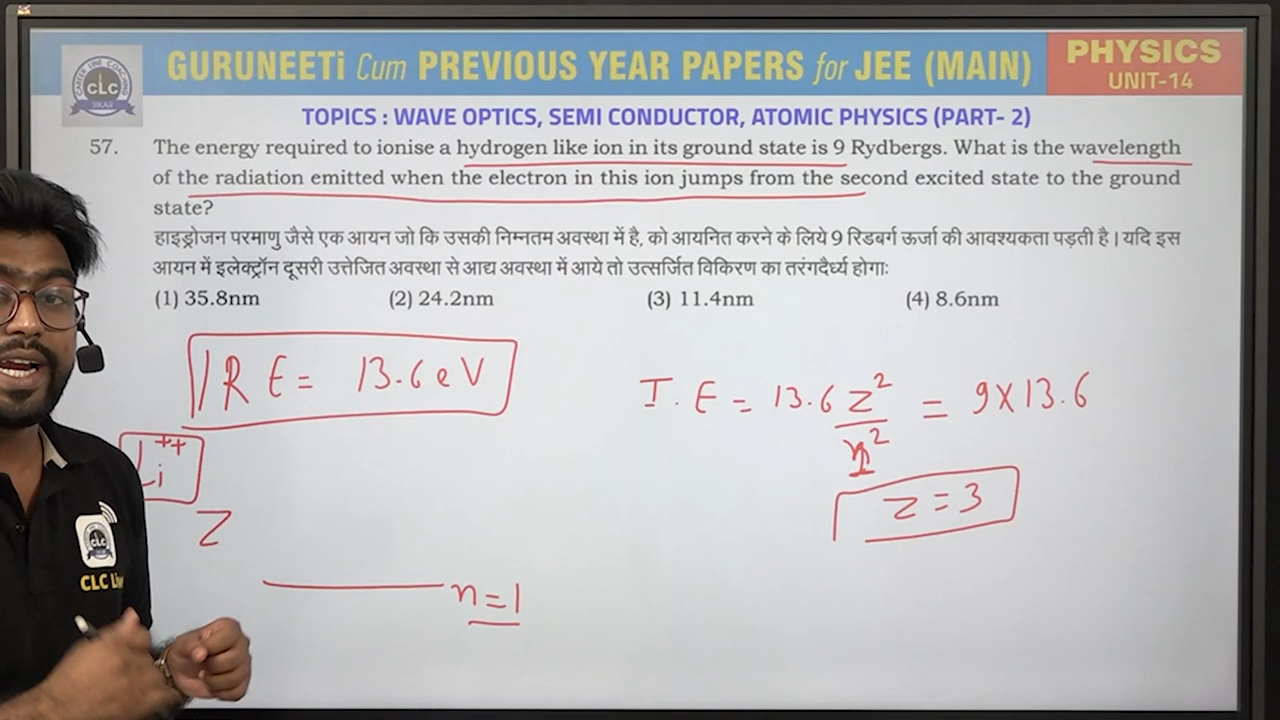 GURUNEETi Cum PREVIOUS YEAR PAPERS for JEE (MAIN)
PHYSICS
UNIT-14
CAREER LINE COACHING
CLC
SIKAR
TOPICS : WAVE OPTICS, SEMI CONDUCTOR, ATOMIC PHYSICS (PART- 2)
57. The energy required to ionise a hydrogen like ion in its ground state is 9 Rydbergs. What is the wavelength
of the radiation emitted when the electron in this ion jumps from the second excited state to the ground
state?
हाइड्रोजन परमाणु जैसे एक आयन जो कि उसकी निम्नतम अवस्था में है, को आयनित करने के लिये 9 रिडबर्ग ऊर्जा की आवश्यकता पड़ती है। यदि इस
आयन में इलेक्ट्रॉन दूसरी उत्तेजित अवस्था से आद्य अवस्था में आये तो उत्सर्जित विकिरण का तरंगदैर्ध्य होगाः
(1) 35.8nm (2) 24.2nm (3) 11.4nm (4) 8.6nm
1 R E = 13.6 eV
I.E = 13.6 Z² / n² = 9 X 13.6
Li++
Z
Z = 3
n = 1
CLC